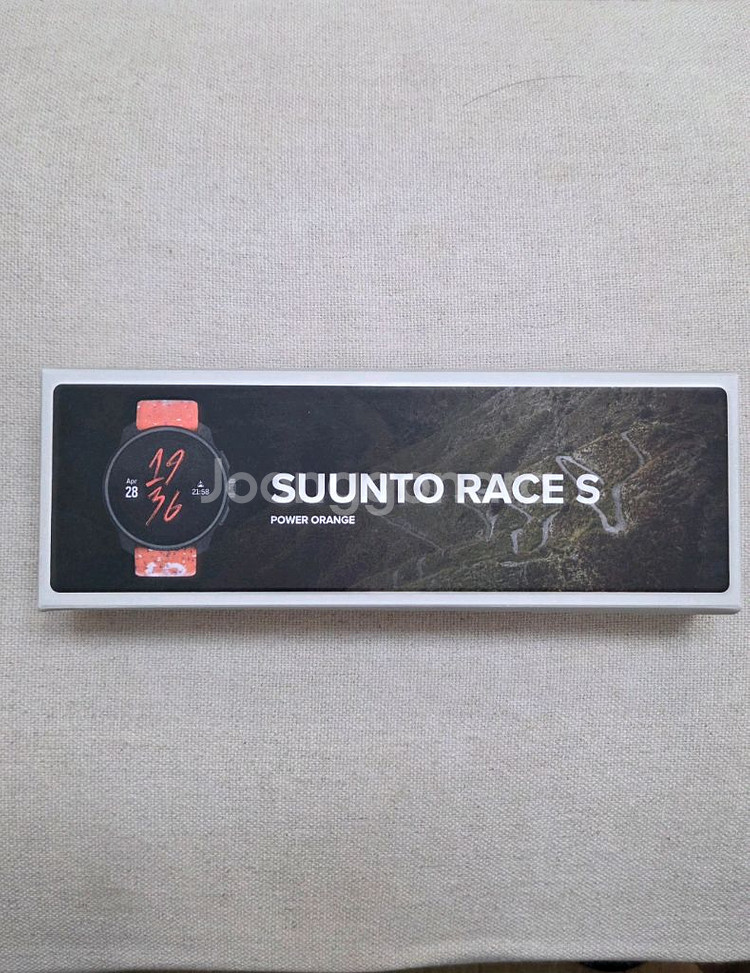 19
36
Apr
28
21:58
SUUNTO RACE S
POWER ORANGE